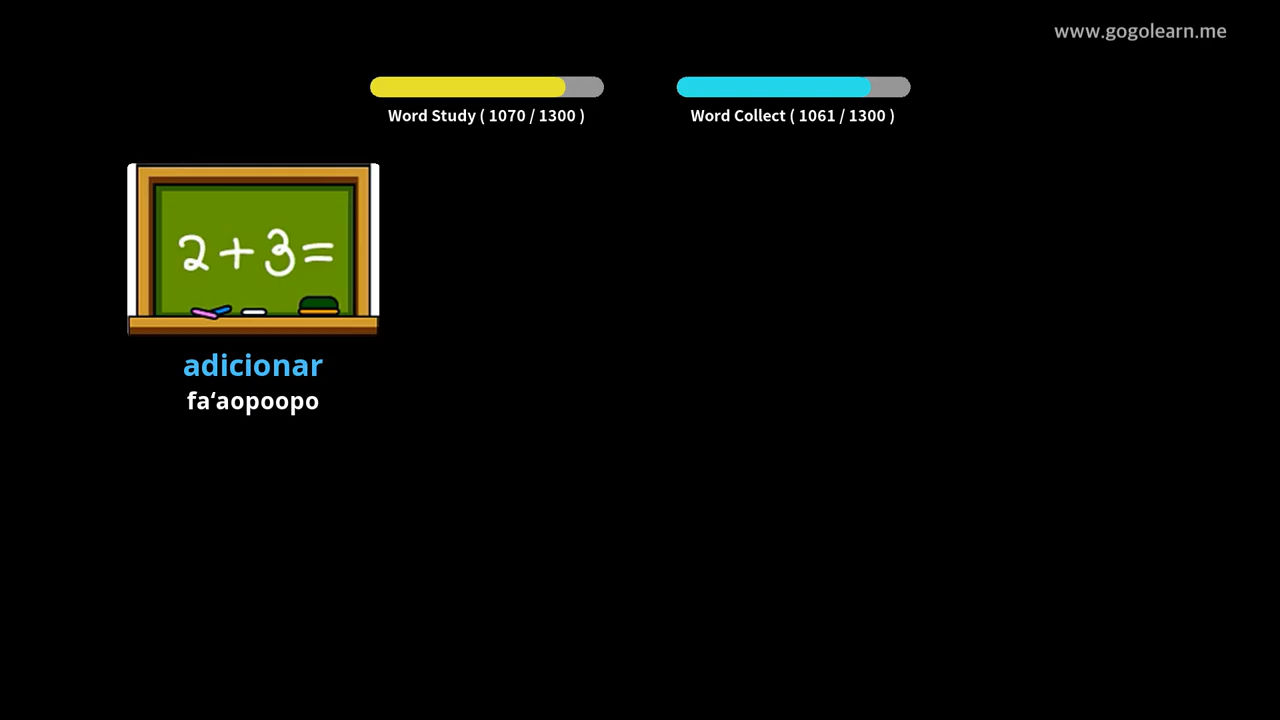 www.gogolearn.me
Word Study ( 1070 / 1300 )
Word Collect ( 1061 / 1300 )
2+3=
adicionar
fa‘aopoopo